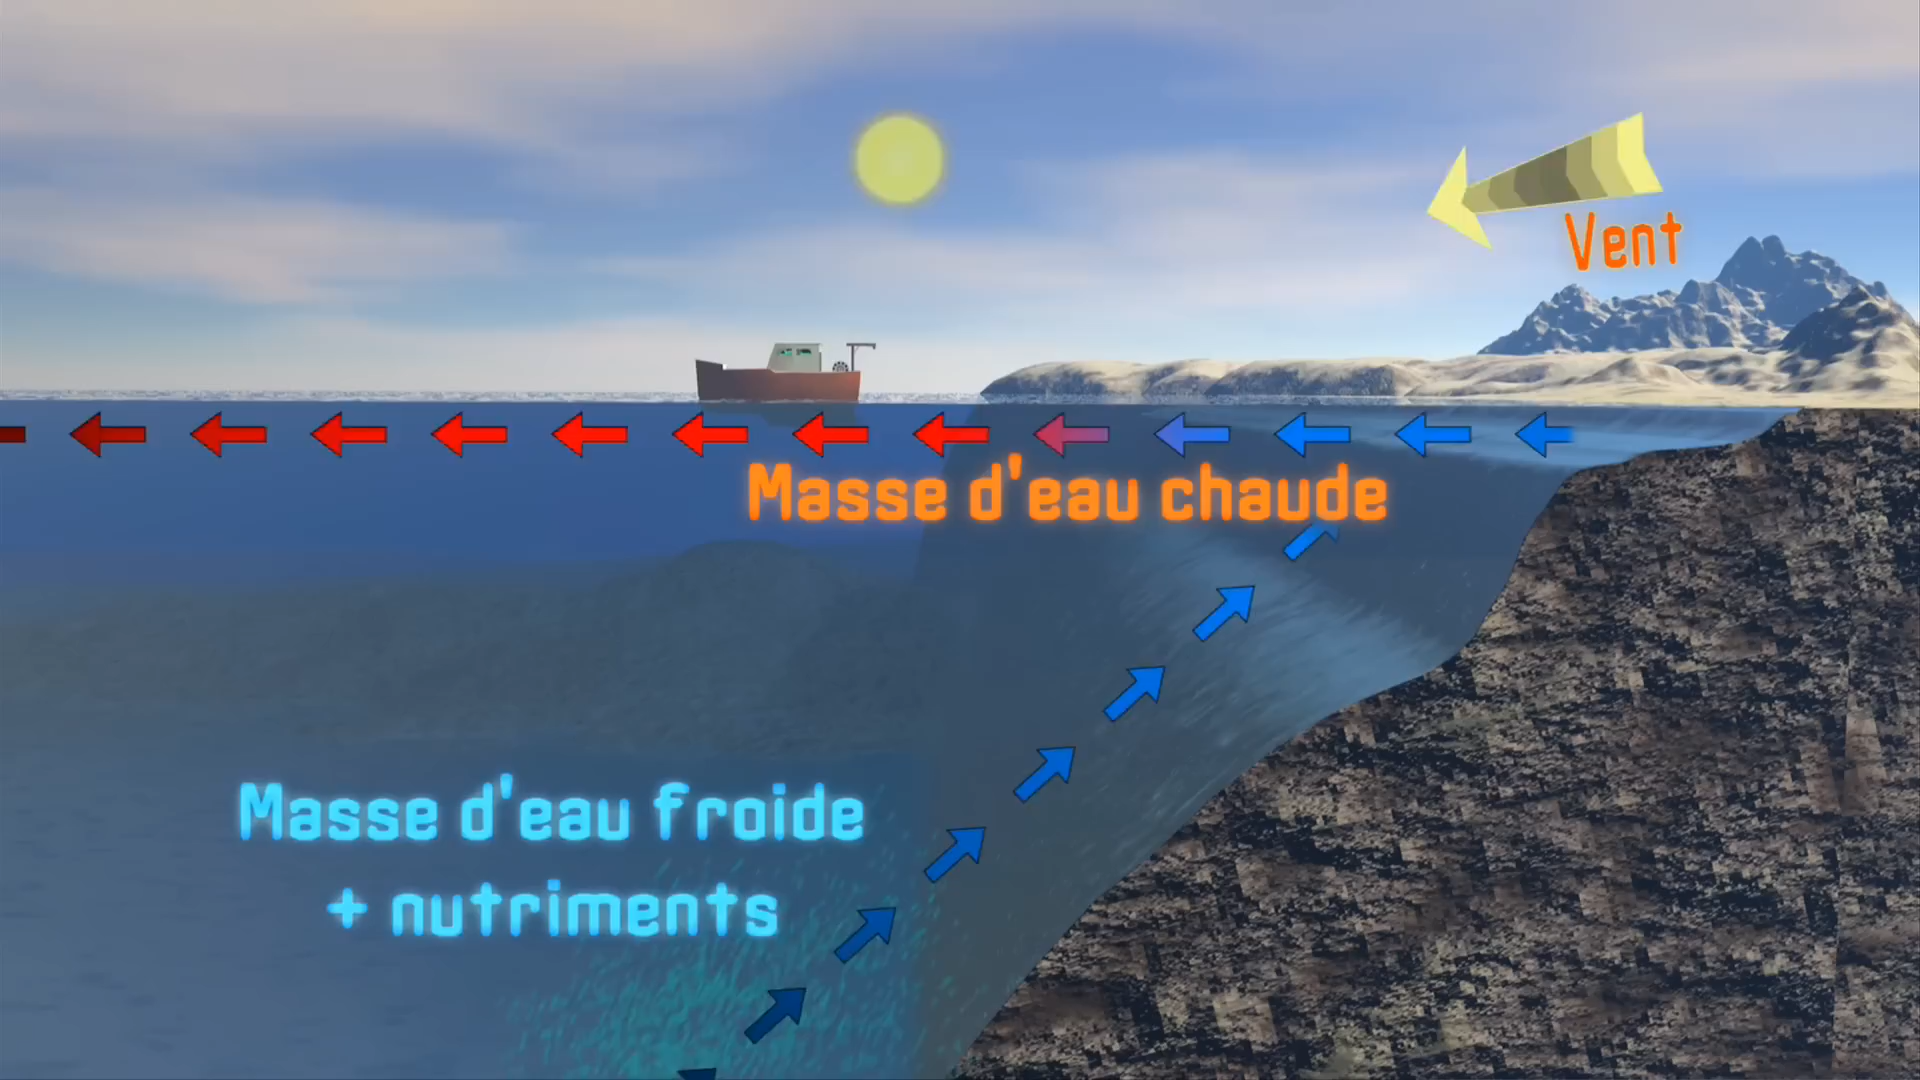 Vent
Masse d'eau chaude
Masse d'eau froide
+ nutriments